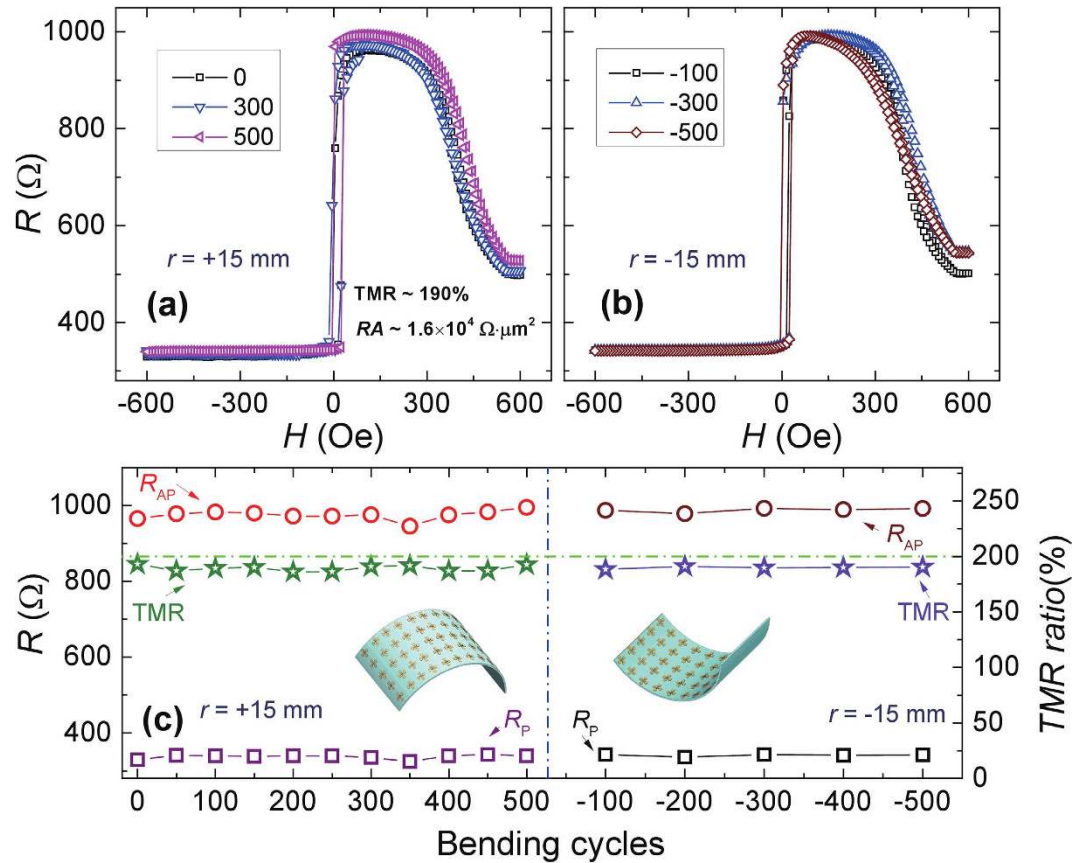 1000
800
600
400
R (Ω)
0
300
500
r = +15 mm
(a)
TMR ~ 190%
RA ~ 1.6×10⁴ Ω·μm²
-600 -300 0 300 600
H (Oe)
-100
-300
-500
r = -15 mm
(b)
-600 -300 0 300 600
H (Oe)
1000
800
600
400
R (Ω)
R_AP
TMR
(c)
r = +15 mm
R_P
R_AP
TMR
R_P
r = -15 mm
250
200
150
100
50
0
TMR ratio(%)
0 100 200 300 400 500 -100 -200 -300 -400 -500
Bending cycles